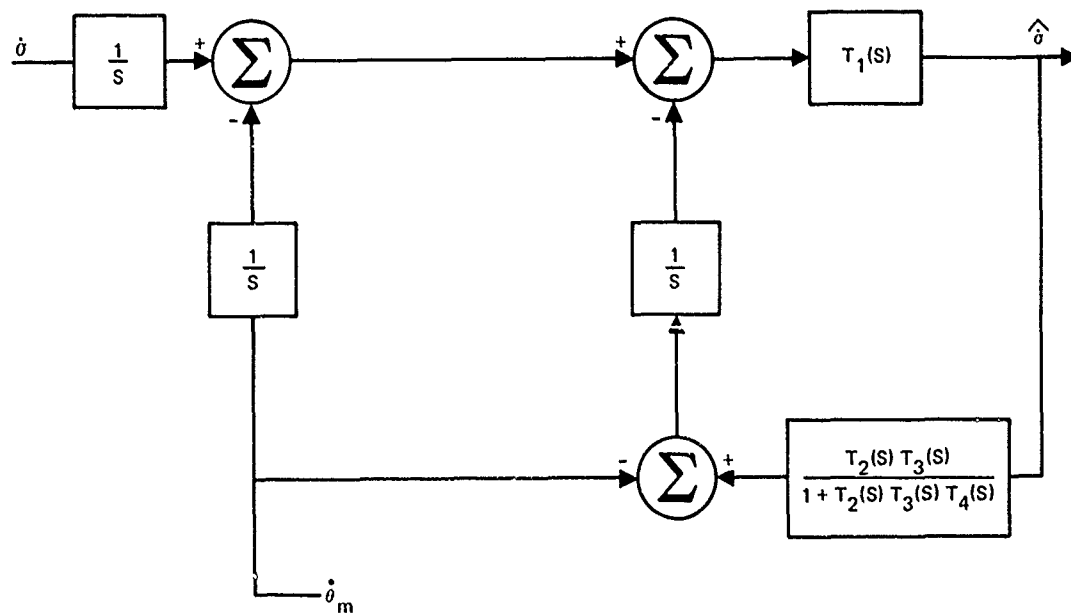 σ̇
1
S
+
Σ
-
+
Σ
-
T₁(S)
σ̇̂
1
S
1
S
-
Σ
+
T₂(S) T₃(S)
1 + T₂(S) T₃(S) T₄(S)
θ̇ₘ